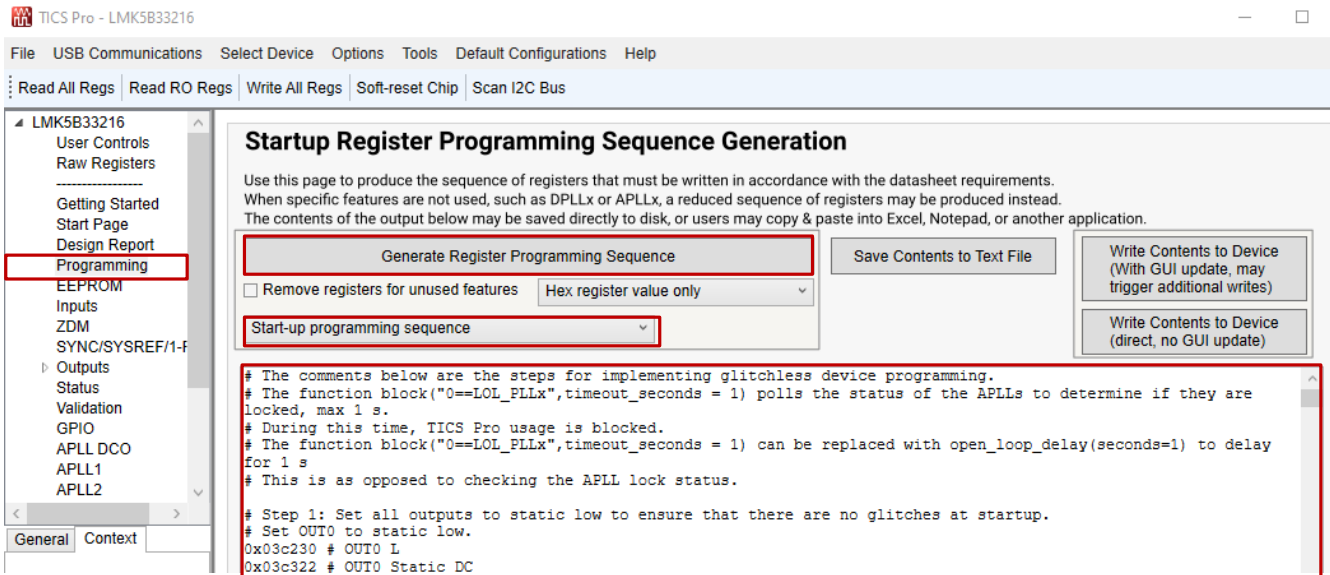 TICS Pro - LMK5B33216
File USB Communications Select Device Options Tools Default Configurations Help
Read All Regs Read RO Regs Write All Regs Soft-reset Chip Scan I2C Bus
LMK5B33216
User Controls
Raw Registers
-----------------
Getting Started
Start Page
Design Report
Programming
EEPROM
Inputs
ZDM
SYNC/SYSREF/1-P
Outputs
Status
Validation
GPIO
APLL DCO
APLL1
APLL2
General Context
Startup Register Programming Sequence Generation
Use this page to produce the sequence of registers that must be written in accordance with the datasheet requirements.
When specific features are not used, such as DPLLx or APLLx, a reduced sequence of registers may be produced instead.
The contents of the output below may be saved directly to disk, or users may copy & paste into Excel, Notepad, or another application.
Generate Register Programming Sequence
Remove registers for unused features Hex register value only
Start-up programming sequence
Save Contents to Text File
Write Contents to Device
(With GUI update, may
trigger additional writes)
Write Contents to Device
(direct, no GUI update)
# The comments below are the steps for implementing glitchless device programming.
# The function block("0==LOL_PLLx",timeout_seconds = 1) polls the status of the APLLs to determine if they are
locked, max 1 s.
# During this time, TICS Pro usage is blocked.
# The function block("0==LOL_PLLx",timeout_seconds = 1) can be replaced with open_loop_delay(seconds=1) to delay
for 1 s
# This is as opposed to checking the APLL lock status.
# Step 1: Set all outputs to static low to ensure that there are no glitches at startup.
# Set OUT0 to static low.
0x03c230 # OUT0 L
0x03c322 # OUT0 Static DC